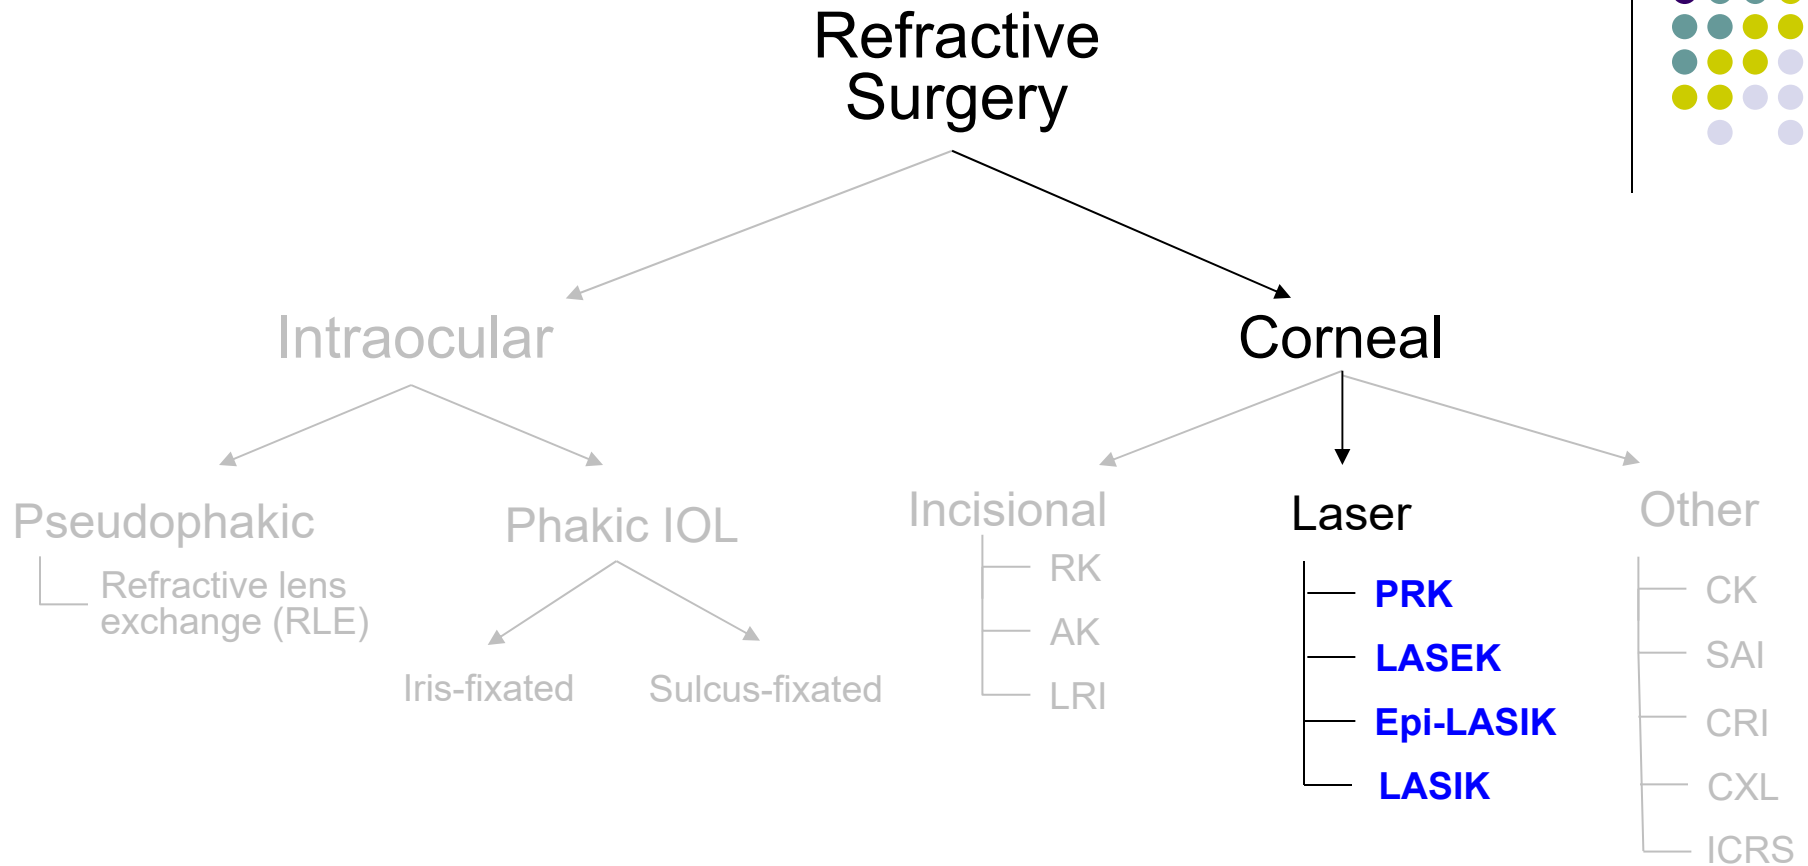 Refractive
Surgery
Intraocular
Corneal
Pseudophakic
Refractive lens
exchange (RLE)
Phakic IOL
Iris-fixated
Sulcus-fixated
Incisional
RK
AK
LRI
Laser
PRK
LASEK
Epi-LASIK
LASIK
Other
CK
SAI
CRI
CXL
ICRS